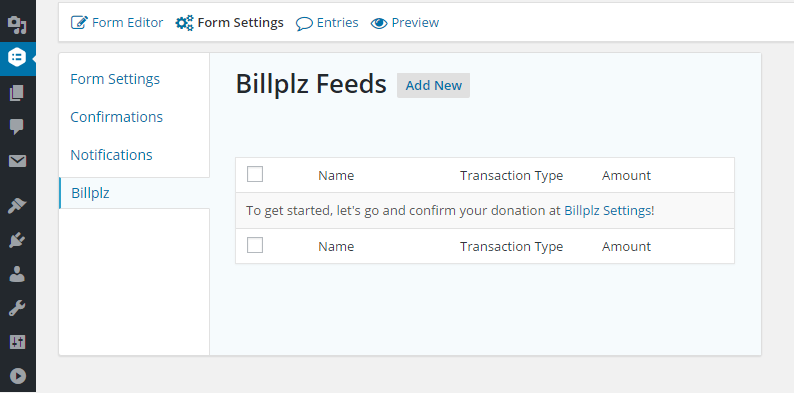 Form Editor Form Settings Entries Preview
Form Settings
Confirmations
Notifications
Billplz
Billplz Feeds Add New
Name Transaction Type Amount
To get started, let's go and confirm your donation at Billplz Settings!
Name Transaction Type Amount